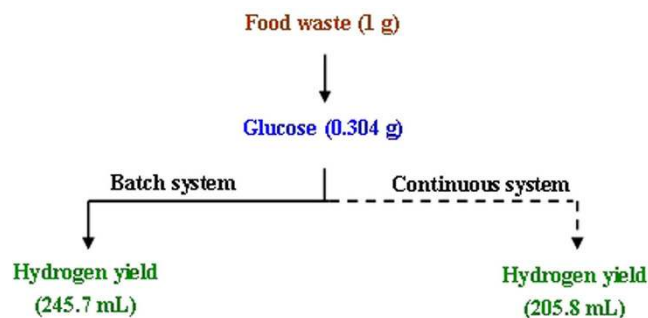 Food waste (1 g)
Glucose (0.304 g)
Batch system
Continuous system
Hydrogen yield
(245.7 mL)
Hydrogen yield
(205.8 mL)